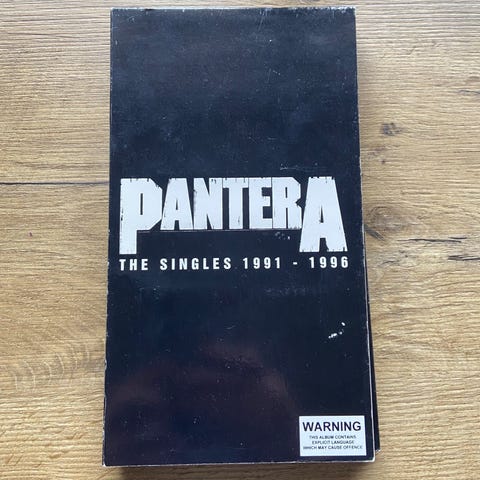 PANTERA
THE SINGLES 1991 - 1996
WARNING
THIS ALBUM CONTAINS
EXPLICIT LANGUAGE
WHICH MAY CAUSE OFFENCE